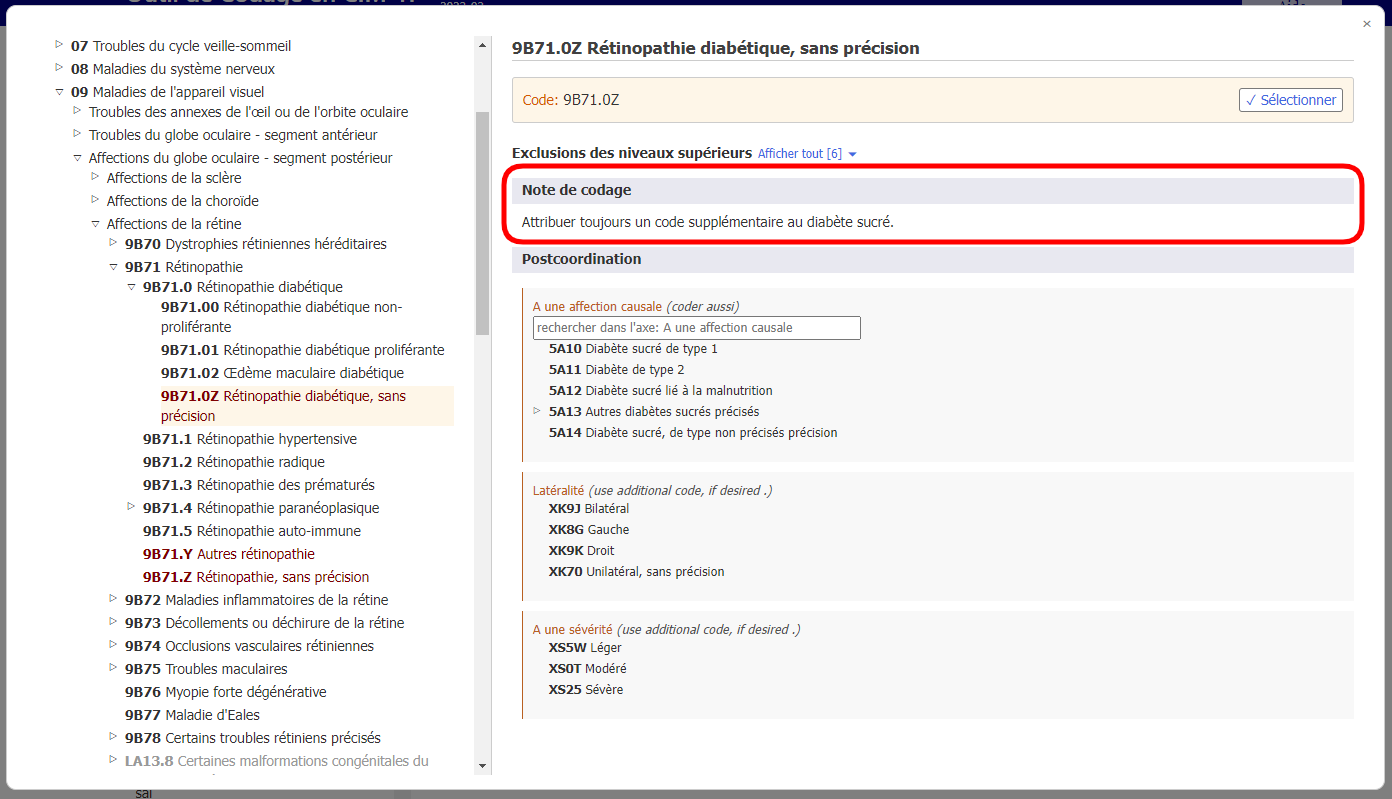 2022-02
×
07 Troubles du cycle veille-sommeil
08 Maladies du système nerveux
09 Maladies de l'appareil visuel
Troubles des annexes de l'œil ou de l'orbite oculaire
Troubles du globe oculaire - segment antérieur
Affections du globe oculaire - segment postérieur
Affections de la sclère
Affections de la choroïde
Affections de la rétine
9B70 Dystrophies rétiniennes héréditaires
9B71 Rétinopathie
9B71.0 Rétinopathie diabétique
9B71.00 Rétinopathie diabétique non-
proliférante
9B71.01 Rétinopathie diabétique proliférante
9B71.02 Œdème maculaire diabétique
9B71.0Z Rétinopathie diabétique, sans
précision
9B71.1 Rétinopathie hypertensive
9B71.2 Rétinopathie radique
9B71.3 Rétinopathie des prématurés
9B71.4 Rétinopathie paranéoplasique
9B71.5 Rétinopathie auto-immune
9B71.Y Autres rétinopathie
9B71.Z Rétinopathie, sans précision
9B72 Maladies inflammatoires de la rétine
9B73 Décollements ou déchirure de la rétine
9B74 Occlusions vasculaires rétiniennes
9B75 Troubles maculaires
9B76 Myopie forte dégénérative
9B77 Maladie d'Eales
9B78 Certains troubles rétiniens précisés
LA13.8 Certaines malformations congénitales du
sai
9B71.0Z Rétinopathie diabétique, sans précision
Code: 9B71.0Z
✓ Sélectionner
Exclusions des niveaux supérieurs Afficher tout [6]
Note de codage
Attribuer toujours un code supplémentaire au diabète sucré.
Postcoordination
A une affection causale (coder aussi)
rechercher dans l'axe: A une affection causale
5A10 Diabète sucré de type 1
5A11 Diabète de type 2
5A12 Diabète sucré lié à la malnutrition
5A13 Autres diabètes sucrés précisés
5A14 Diabète sucré, de type non précisés précision
Latéralité (use additional code, if desired .)
XK9J Bilatéral
XK8G Gauche
XK9K Droit
XK70 Unilatéral, sans précision
A une sévérité (use additional code, if desired .)
XS5W Léger
XS0T Modéré
XS25 Sévère